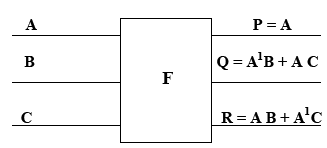 A
P = A
B
Q = A¹B + A C
F
C
R = A B + A¹C